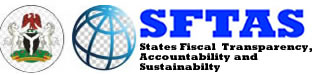 SFTAS
States Fiscal Transparency,
Accountability and
Sustainabilty